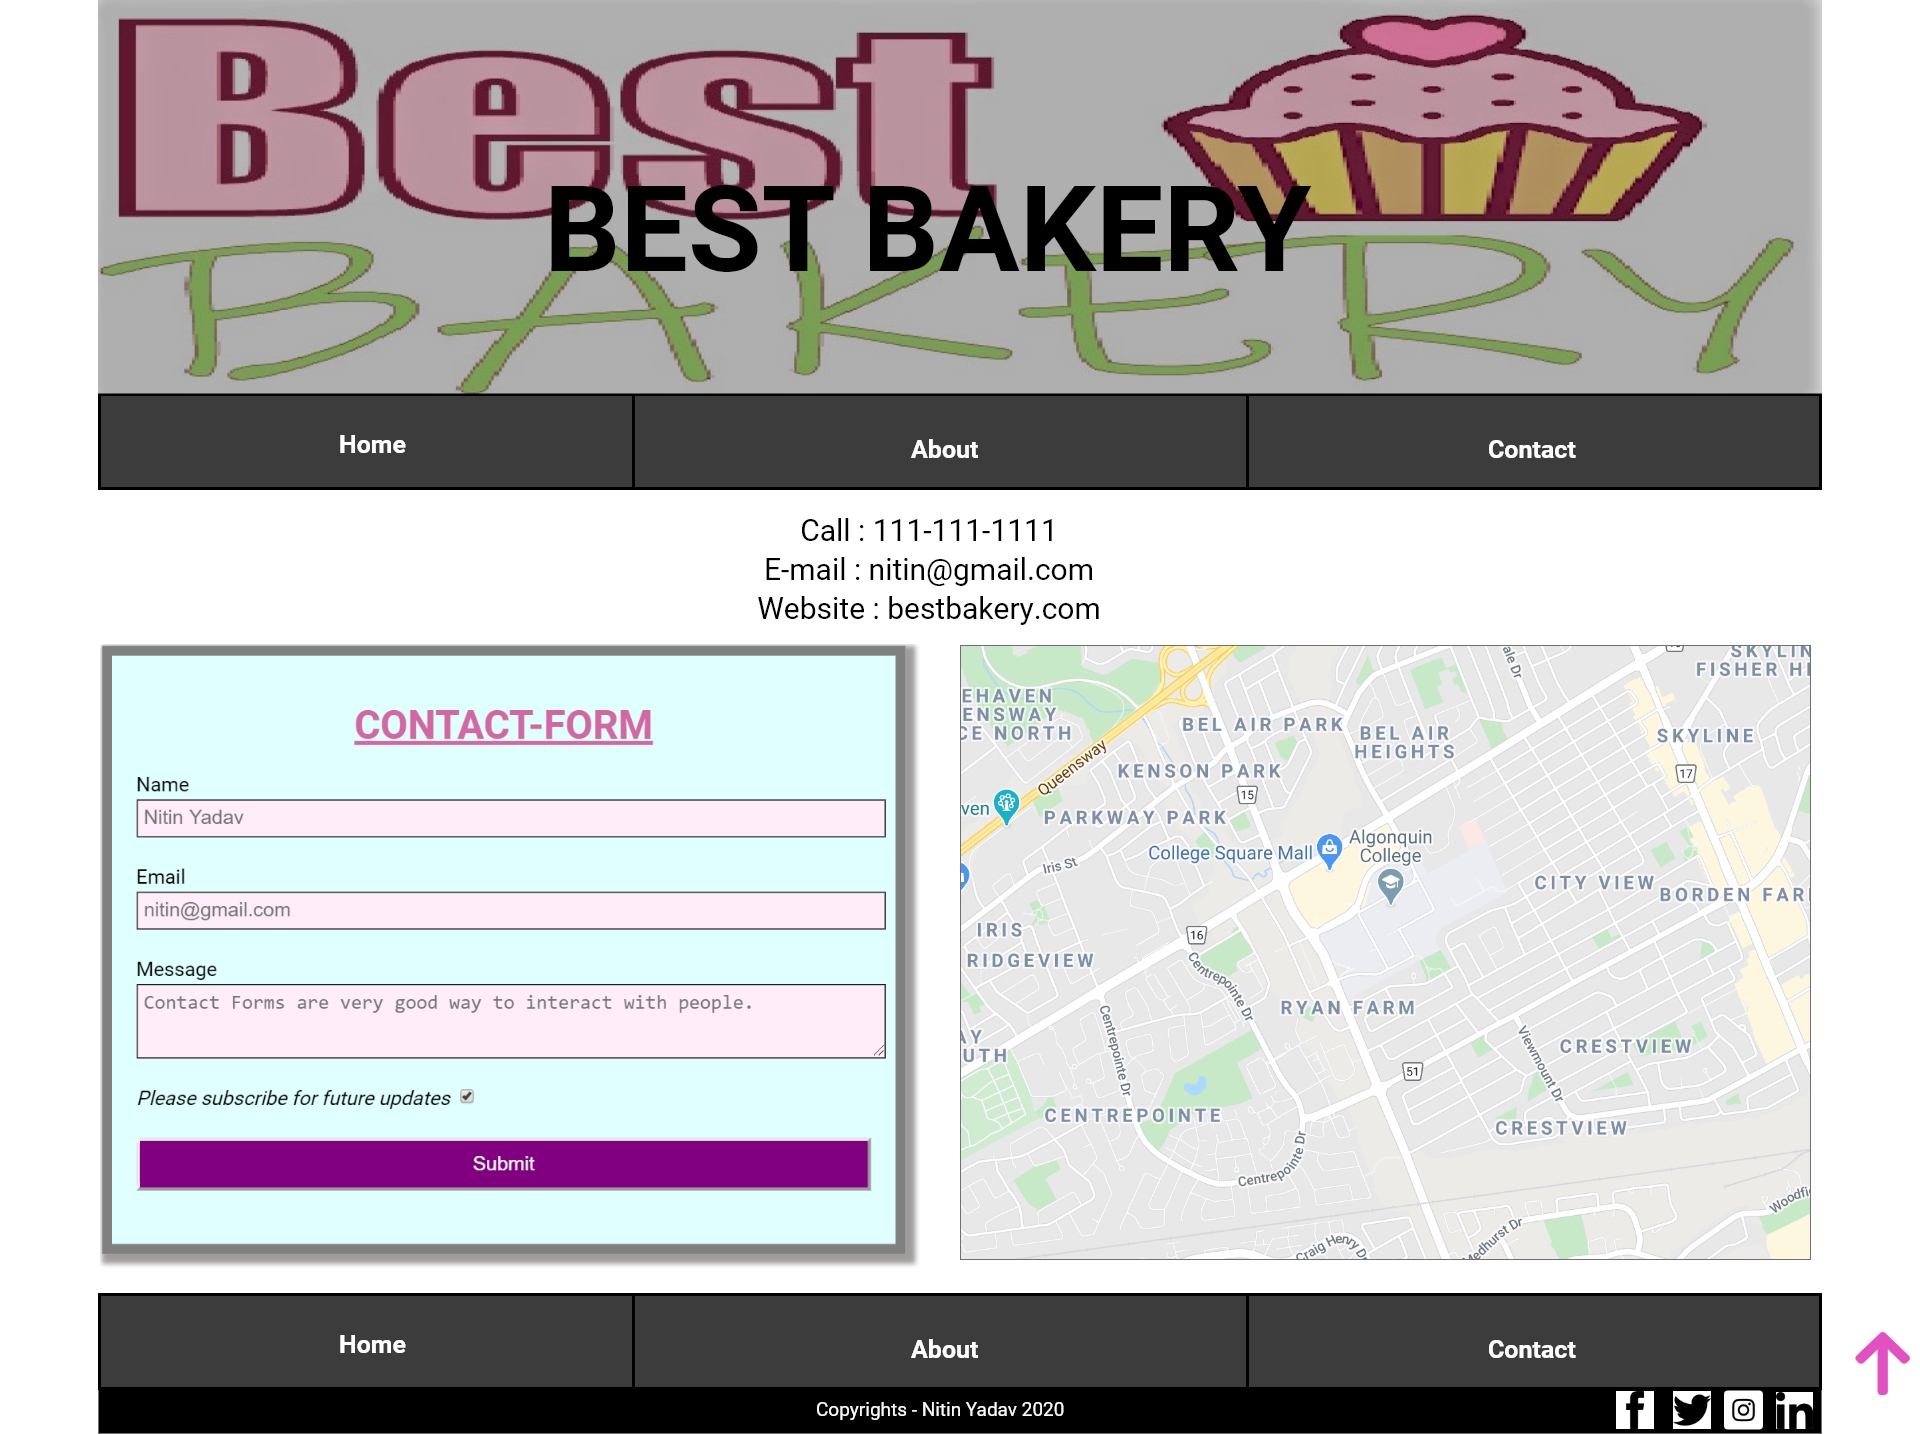 Best
BAKERY
BEST BAKERY
Home
About
Contact
Call : 111-111-1111
E-mail : nitin@gmail.com
Website : bestbakery.com
CONTACT-FORM
Name
Nitin Yadav
Email
nitin@gmail.com
Message
Contact Forms are very good way to interact with people.
Please subscribe for future updates
Submit
ale Dr
SKYLIN
FISHER HI
EHAVEN
ENSWAY
CE NORTH
BEL AIR PARK
BEL AIR
HEIGHTS
SKYLINE
Queensway
KENSON PARK
17
15
ven
PARKWAY PARK
Iris St
College Square Mall
Algonquin
College
CITY VIEW
BORDEN FAR
IRIS
16
RIDGEVIEW
Centrepointe Dr
RYAN FARM
Centrepointe Dr
AY
UTH
Viewmount Dr
CRESTVIEW
51
CENTREPOINTE
CRESTVIEW
Centrepointe Dr
Woodfi
Craig Henry Dr
Medhurst Dr
Home
About
Contact
Copyrights - Nitin Yadav 2020
f
in